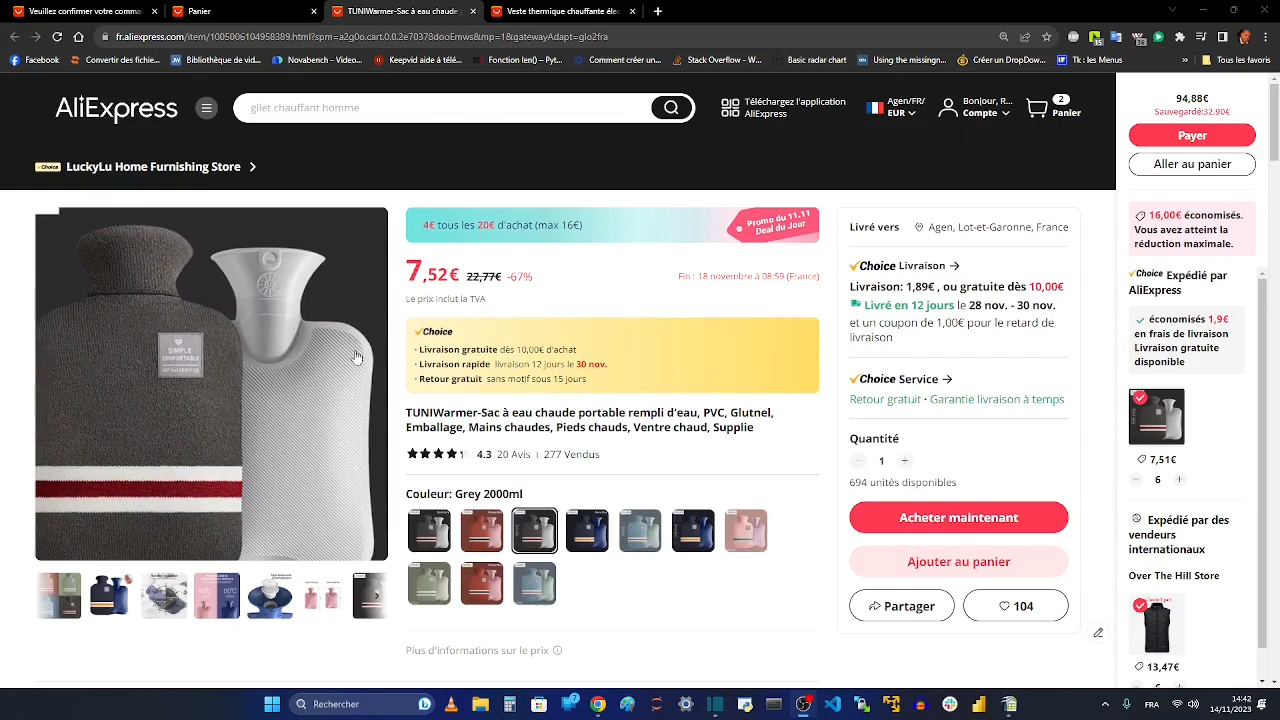 Veuillez confirmer votre comma
Panier
TUNIWarmer-Sac à eau chaude
Veste thermique chauffante élec
fr.aliexpress.com/item/1005006104958389.html?spm=a2g0o.cart.0.0.2e70378dooEmws&mp=1&gatewayAdapt=glo2fra
Facebook
Convertir des fichie...
Bibliothèque de vid...
Novabench - Videol...
Keepvid aide à télé...
Fonction len() – Pyt...
Comment créer un...
Stack Overflow - W...
Basic radar chart
Using the missingn...
Créer un DropDow...
Tk : les Menus
»
Tous les favoris
AliExpress
gilet chauffant homme
Télécharger l'application
AliExpress
Agen/FR/
EUR
Bonjour, F...
Compte
2
Panier
Choice LuckyLu Home Furnishing Store
SIMPLE
COMFORTABLE
HOT WATER BOTTLE
4€ tous les 20€ d'achat (max 16€)
Promo du 11.11
Deal du Jour
7,52€ 22,77€ -67%
Fin : 18 novembre à 08:59 (France)
Le prix inclut la TVA
Choice
· Livraison gratuite dès 10,00€ d'achat
· Livraison rapide livraison 12 jours le 30 nov.
· Retour gratuit sans motif sous 15 jours
TUNIWarmer-Sac à eau chaude portable rempli d'eau, PVC, Glutnel,
Emballage, Mains chaudes, Pieds chauds, Ventre chaud, Supplie
4.3 20 Avis | 277 Vendus
Couleur: Grey 2000ml
Plus d'informations sur le prix
Livré vers Agen, Lot-et-Garonne, France
Choice Livraison
Livraison: 1,89€ , ou gratuite dès 10,00€
Livré en 12 jours le 28 nov. - 30 nov.
et un coupon de 1,00€ pour le retard de
livraison
Choice Service
Retour gratuit · Garantie livraison à temps
Quantité
1
694 unités disponibles
Acheter maintenant
Ajouter au panier
Partager
104
94,88€
Sauvegardé:32,90€
Payer
Aller au panier
16,00€ économisés.
Vous avez atteint la
réduction maximale.
Choice Expédié par
AliExpress
économisés 1,9€
en frais de livraison
Livraison gratuite
disponible
7,51€
6
Expédié par des
vendeurs
internationaux
Over The Hill Store
13,47€
Rechercher
FRA
14:42
14/11/2023